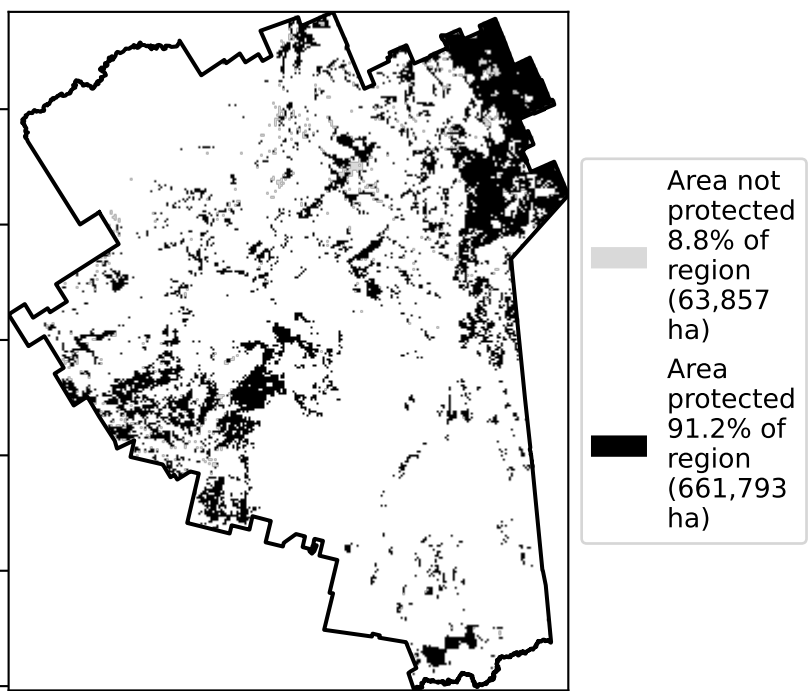 Area not
protected
8.8% of
region
(63,857
ha)
Area
protected
91.2% of
region
(661,793
ha)